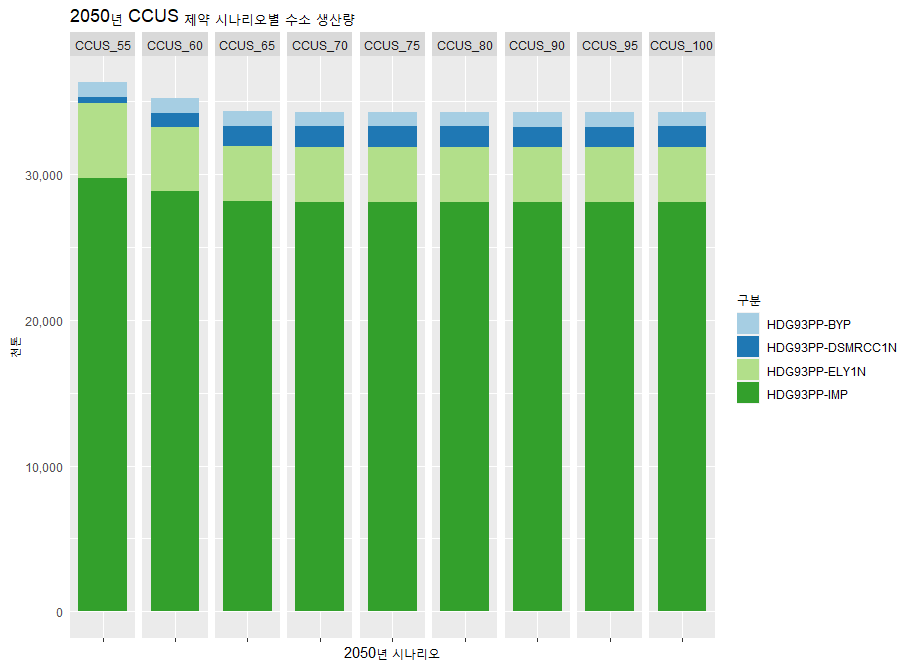 2050년 CCUS 제약 시나리오별 수소 생산량
CCUS_55 CCUS_60 CCUS_65 CCUS_70 CCUS_75 CCUS_80 CCUS_90 CCUS_95 CCUS_100
30,000
20,000
10,000
0
천톤
2050년 시나리오
구분
HDG93PP-BYP
HDG93PP-DSMRCC1N
HDG93PP-ELY1N
HDG93PP-IMP